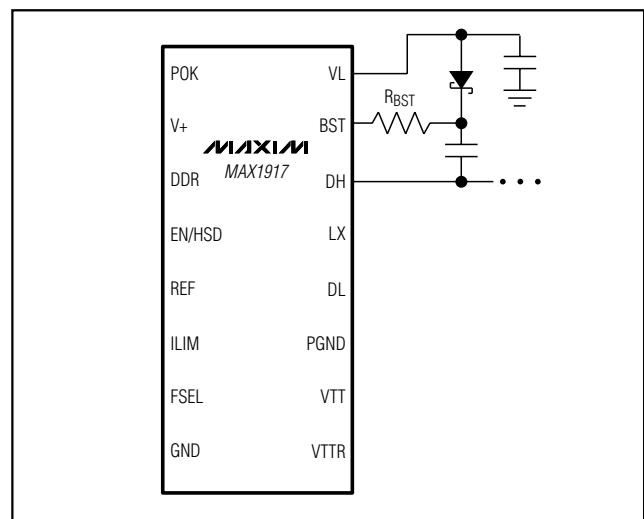 POK VL
V+ BST RBST
MAXIM
MAX1917
DDR DH
EN/HSD LX
REF DL
ILIM PGND
FSEL VTT
GND VTTR